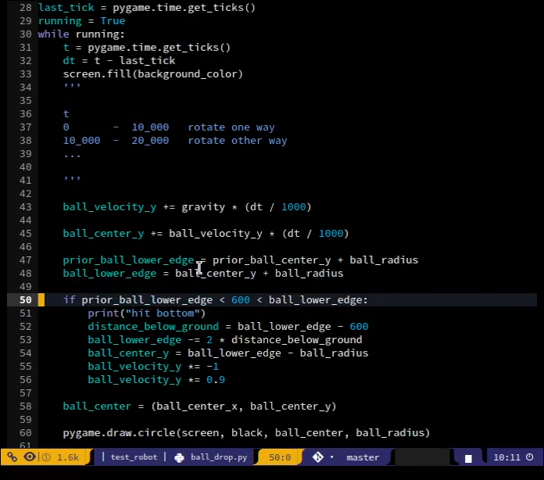 28 last_tick = pygame.time.get_ticks()
29 running = True
30 while running:
31     t = pygame.time.get_ticks()
32     dt = t - last_tick
33     screen.fill(background_color)
34     '''
35
36     t
37     0       -  10_000   rotate one way
38     10_000  -  20_000   rotate other way
39     ...
40
41     '''
42
43     ball_velocity_y += gravity * (dt / 1000)
44
45     ball_center_y += ball_velocity_y * (dt / 1000)
46
47     prior_ball_lower_edge = prior_ball_center_y + ball_radius
48     ball_lower_edge = ball_center_y + ball_radius
49
50     if prior_ball_lower_edge < 600 < ball_lower_edge:
51         print("hit bottom")
52         distance_below_ground = ball_lower_edge - 600
53         ball_lower_edge -= 2 * distance_below_ground
54         ball_center_y = ball_lower_edge - ball_radius
55         ball_velocity_y *= -1
56         ball_velocity_y *= 0.9
57
58     ball_center = (ball_center_x, ball_center_y)
59
60     pygame.draw.circle(screen, black, ball_center, ball_radius)
61
1.6k | test_robot ball_drop.py 50:0 master 10:11